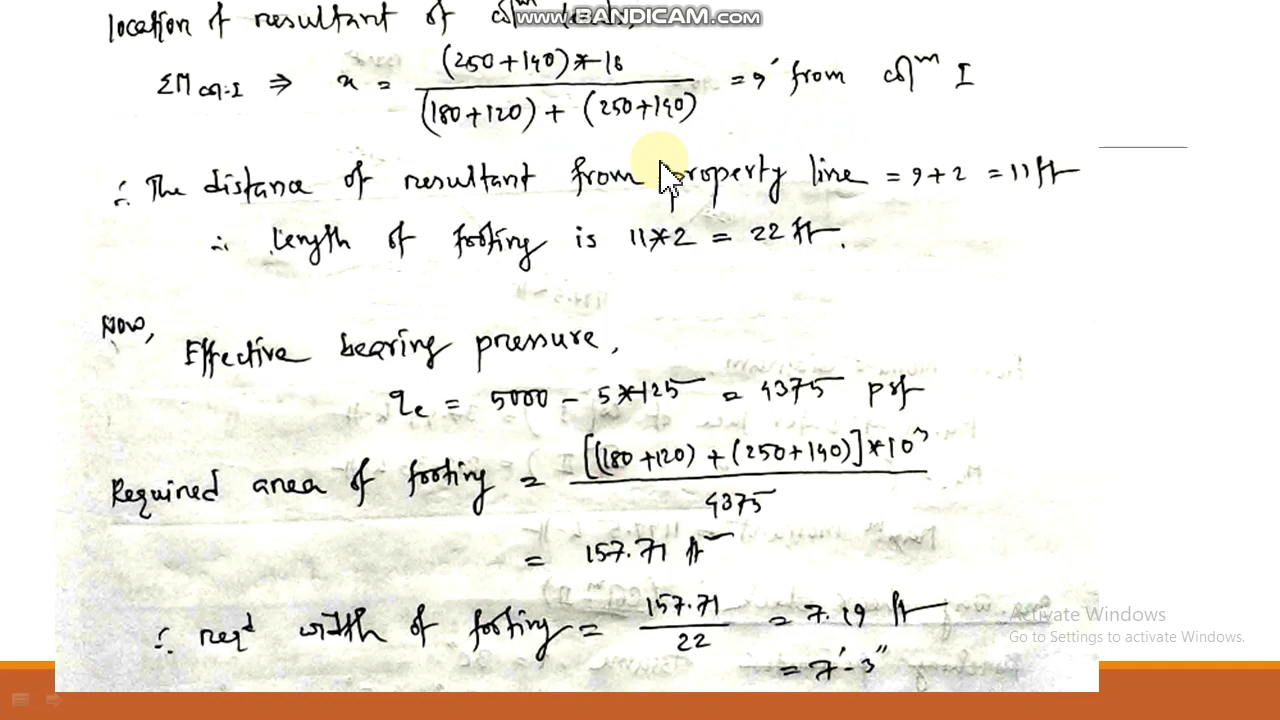 www.BANDICAM.com
location of resultant of colᵐ loads,
ΣM col-I ⇒ x = (250+140)*18 / (180+120) + (250+140) = 9' from colᵐ I
∴ The distance of resultant from property line = 9+2 = 11 ft
∴ Length of footing is 11*2 = 22 ft.
Now,
Effective bearing pressure,
qe = 5000 - 5*125 = 4375 psf
Required area of footing = [(180+120) + (250+140)]*10³ / 4375
= 157.71 ft²
∴ reqᵈ width of footing = 157.71 / 22 = 7.19 ft
= 7'-3"
Activate Windows
Go to Settings to activate Windows.